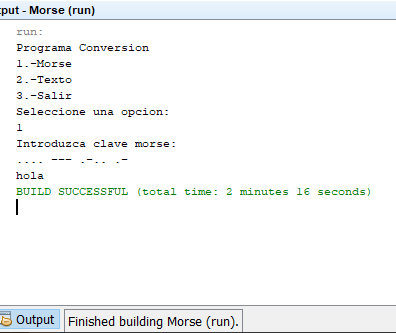 tput - Morse (run)
run:
Programa Conversion
1.-Morse
2.-Texto
3.-Salir
Seleccione una opcion:
1
Introduzca clave morse:
.... --- .-.. .-
hola
BUILD SUCCESSFUL (total time: 2 minutes 16 seconds)
Output
Finished building Morse (run).